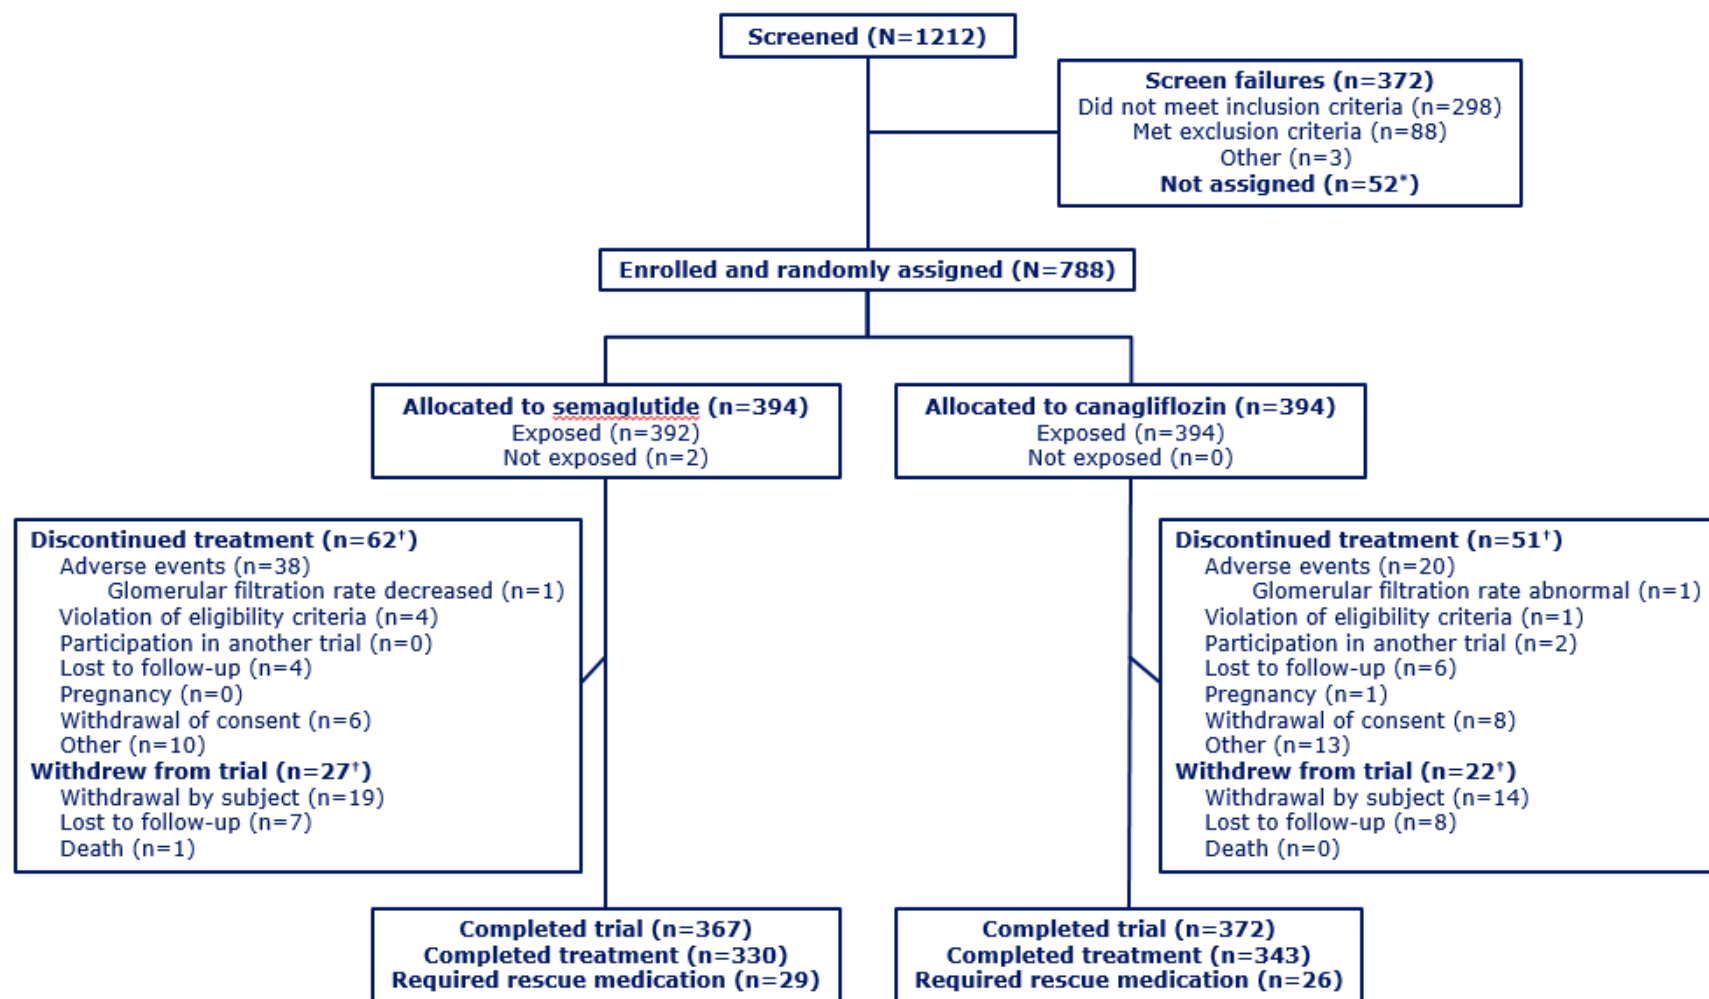 Screened (N=1212)
Screen failures (n=372)
Did not meet inclusion criteria (n=298)
Met exclusion criteria (n=88)
Other (n=3)
Not assigned (n=52*)
Enrolled and randomly assigned (N=788)
Allocated to semaglutide (n=394)
Exposed (n=392)
Not exposed (n=2)
Allocated to canagliflozin (n=394)
Exposed (n=394)
Not exposed (n=0)
Discontinued treatment (n=62†)
Adverse events (n=38)
Glomerular filtration rate decreased (n=1)
Violation of eligibility criteria (n=4)
Participation in another trial (n=0)
Lost to follow-up (n=4)
Pregnancy (n=0)
Withdrawal of consent (n=6)
Other (n=10)
Withdrew from trial (n=27†)
Withdrawal by subject (n=19)
Lost to follow-up (n=7)
Death (n=1)
Discontinued treatment (n=51†)
Adverse events (n=20)
Glomerular filtration rate abnormal (n=1)
Violation of eligibility criteria (n=1)
Participation in another trial (n=2)
Lost to follow-up (n=6)
Pregnancy (n=1)
Withdrawal of consent (n=8)
Other (n=13)
Withdrew from trial (n=22†)
Withdrawal by subject (n=14)
Lost to follow-up (n=8)
Death (n=0)
Completed trial (n=367)
Completed treatment (n=330)
Required rescue medication (n=29)
Completed trial (n=372)
Completed treatment (n=343)
Required rescue medication (n=26)